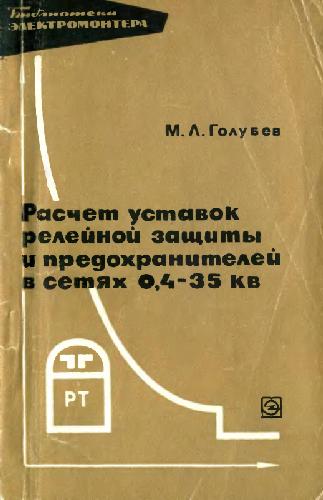 Библиотека
ЭЛЕКТРОМОНТЕРА
М.Л.Голубев
Расчет уставок
релейной защиты
и предохранителей
в сетях 0,4-35 кв
РТ